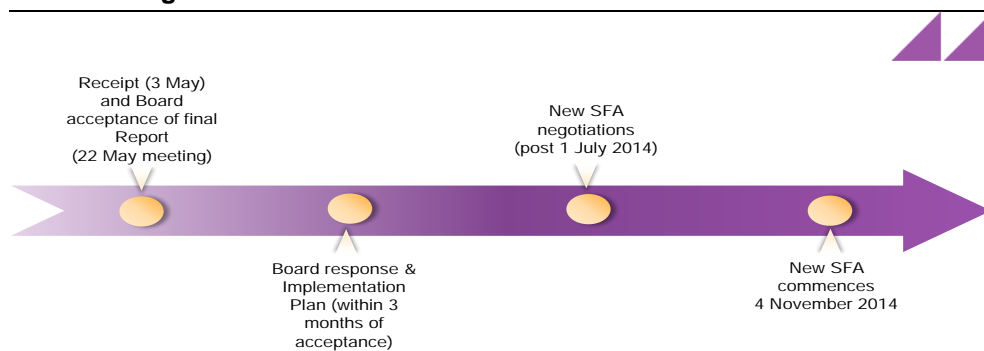 Receipt (3 May)
and Board
acceptance of final
Report
(22 May meeting)
Board response &
Implementation
Plan (within 3
months of
acceptance)
New SFA
negotiations
(post 1 July 2014)
New SFA
commences
4 November 2014